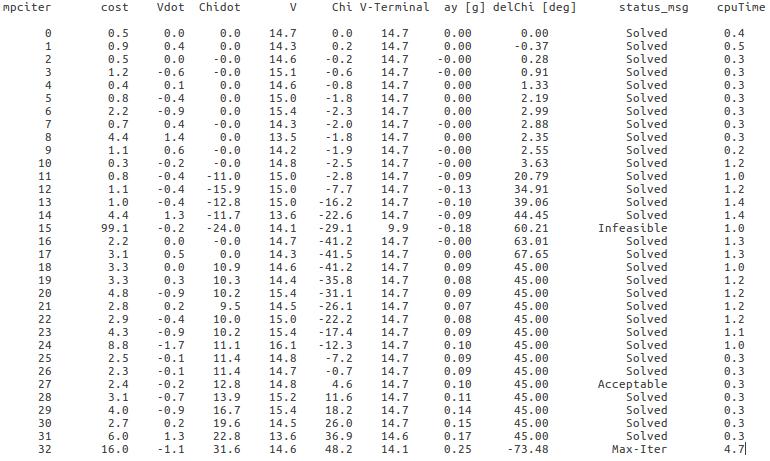 mpciter cost Vdot Chidot V Chi V-Terminal ay [g] delChi [deg] status_msg cpuTime
0 0.5 0.0 0.0 14.7 0.0 14.7 0.00 0.00 Solved 0.4
1 0.9 0.4 0.0 14.3 0.2 14.7 0.00 -0.37 Solved 0.5
2 0.5 0.0 -0.0 14.6 -0.2 14.7 -0.00 0.28 Solved 0.3
3 1.2 -0.6 -0.0 15.1 -0.6 14.7 -0.00 0.91 Solved 0.3
4 0.4 0.1 0.0 14.6 -0.8 14.7 0.00 1.33 Solved 0.3
5 0.8 -0.4 0.0 15.0 -1.8 14.7 0.00 2.19 Solved 0.3
6 2.2 -0.9 0.0 15.4 -2.3 14.7 0.00 2.99 Solved 0.3
7 0.7 0.4 -0.0 14.3 -2.0 14.7 -0.00 2.88 Solved 0.3
8 4.4 1.4 0.0 13.5 -1.8 14.7 0.00 2.35 Solved 0.3
9 1.1 0.6 -0.0 14.2 -1.9 14.7 -0.00 2.55 Solved 0.2
10 0.3 -0.2 -0.0 14.8 -2.5 14.7 -0.00 3.63 Solved 1.2
11 0.8 -0.4 -11.0 15.0 -2.8 14.7 -0.09 20.79 Solved 1.0
12 1.1 -0.4 -15.9 15.0 -7.7 14.7 -0.13 34.91 Solved 1.2
13 1.0 -0.4 -12.8 15.0 -16.2 14.7 -0.10 39.06 Solved 1.4
14 4.4 1.3 -11.7 13.6 -22.6 14.7 -0.09 44.45 Solved 1.4
15 99.1 -0.2 -24.0 14.1 -29.1 9.9 -0.18 60.21 Infeasible 1.0
16 2.2 0.0 -0.0 14.7 -41.2 14.7 -0.00 63.01 Solved 1.3
17 3.1 0.5 0.0 14.3 -41.5 14.7 0.00 67.65 Solved 1.3
18 3.3 0.0 10.9 14.6 -41.2 14.7 0.09 45.00 Solved 1.0
19 3.3 0.3 10.3 14.4 -35.8 14.7 0.08 45.00 Solved 1.2
20 4.8 -0.9 10.2 15.4 -31.1 14.7 0.09 45.00 Solved 1.2
21 2.8 0.2 9.5 14.5 -26.1 14.7 0.07 45.00 Solved 1.2
22 2.9 -0.4 10.0 15.0 -22.2 14.7 0.08 45.00 Solved 1.2
23 4.3 -0.9 10.2 15.4 -17.4 14.7 0.09 45.00 Solved 1.1
24 8.8 -1.7 11.1 16.1 -12.3 14.7 0.10 45.00 Solved 1.0
25 2.5 -0.1 11.4 14.8 -7.2 14.7 0.09 45.00 Solved 0.3
26 2.3 -0.1 11.4 14.7 -0.7 14.7 0.09 45.00 Solved 0.3
27 2.4 -0.2 12.8 14.8 4.6 14.7 0.10 45.00 Acceptable 0.3
28 3.1 -0.7 13.9 15.2 11.6 14.7 0.11 45.00 Solved 0.3
29 4.0 -0.9 16.7 15.4 18.2 14.7 0.14 45.00 Solved 0.3
30 2.7 0.2 19.6 14.5 26.0 14.7 0.15 45.00 Solved 0.3
31 6.0 1.3 22.8 13.6 36.9 14.6 0.17 45.00 Solved 0.3
32 16.0 -1.1 31.6 14.6 48.2 14.1 0.25 -73.48 Max-Iter 4.7